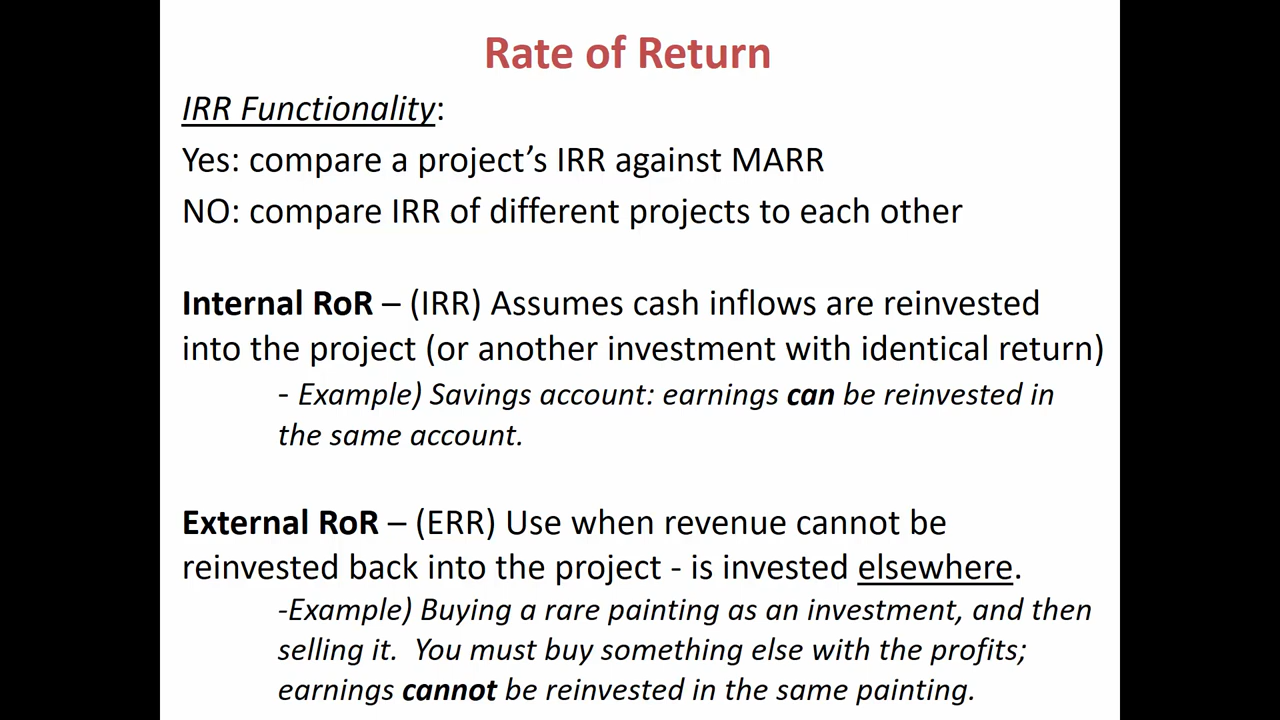 Rate of Return
IRR Functionality:
Yes: compare a project’s IRR against MARR
NO: compare IRR of different projects to each other
Internal RoR – (IRR) Assumes cash inflows are reinvested
into the project (or another investment with identical return)
- Example) Savings account: earnings can be reinvested in
the same account.
External RoR – (ERR) Use when revenue cannot be
reinvested back into the project - is invested elsewhere.
-Example) Buying a rare painting as an investment, and then
selling it.  You must buy something else with the profits;
earnings cannot be reinvested in the same painting.